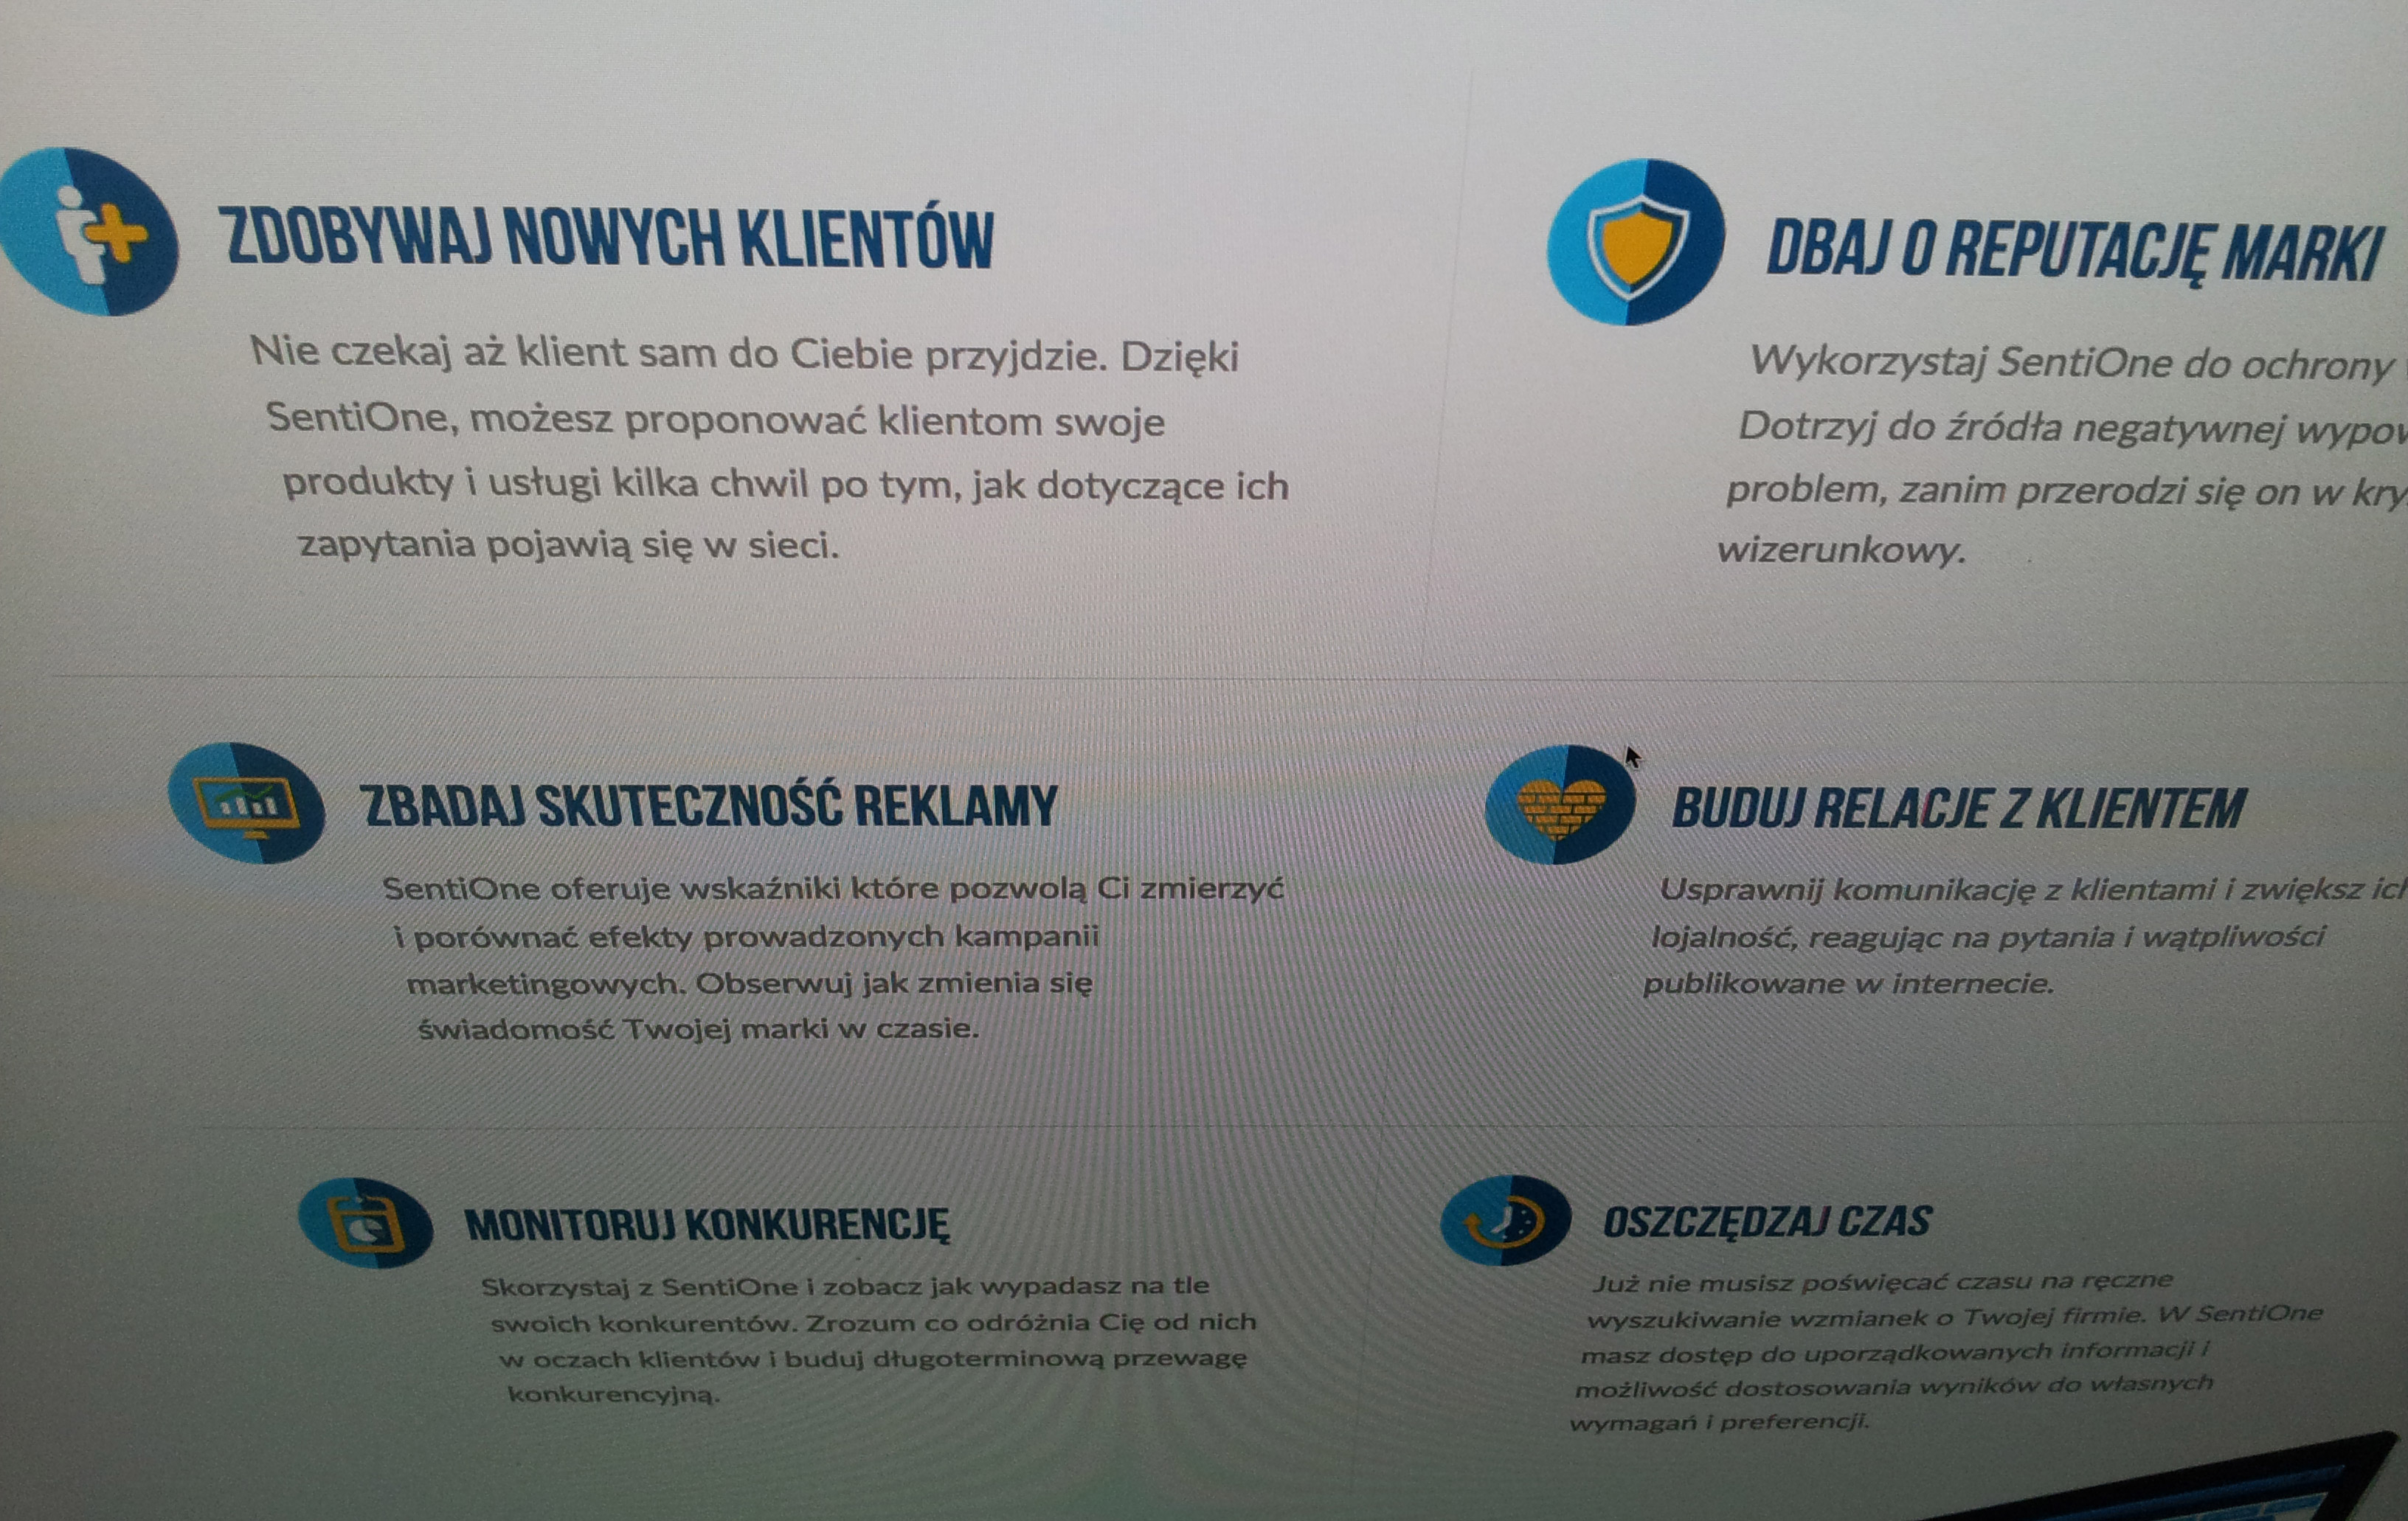 ZDOBYWAJ NOWYCH KLIENTÓW
Nie czekaj aż klient sam do Ciebie przyjdzie. Dzięki
SentiOne, możesz proponować klientom swoje
produkty i usługi kilka chwil po tym, jak dotyczące ich
zapytania pojawią się w sieci.
DBAJ O REPUTACJĘ MARKI
Wykorzystaj SentiOne do ochrony
Dotrzyj do źródła negatywnej
problem, zanim przerodzi się on w
wizerunkowy.
ZBADAJ SKUTECZNOŚĆ REKLAMY
SentiOne oferuje wskaźniki które pozwolą Ci zmierzyć
i porównać efekty prowadzonych kampanii
marketingowych. Obserwuj jak zmienia się
świadomość Twojej marki w czasie.
BUDUJ RELACJE Z KLIENTEM
Usprawnij komunikację z klientami i zwiększ ich
lojalność, reagując na pytania i wątpliwości
publikowane w internecie.
MONITORUJ KONKURENCJĘ
Skorzystaj z SentiOne i zobacz jak wypadasz na tle
swoich konkurentów. Zrozum co odróżnia Cię od nich
w oczach klientów i buduj długoterminową przewagę
konkurencyjną.
OSZCZĘDZAJ CZAS
Już nie musisz poświęcać czasu na ręczne
wyszukiwanie wzmianek o Twojej firmie. W SentiOne
masz dostęp do uporządkowanych informacji i
możliwość dostosowania wyników do własnych
wymagań i preferencji.